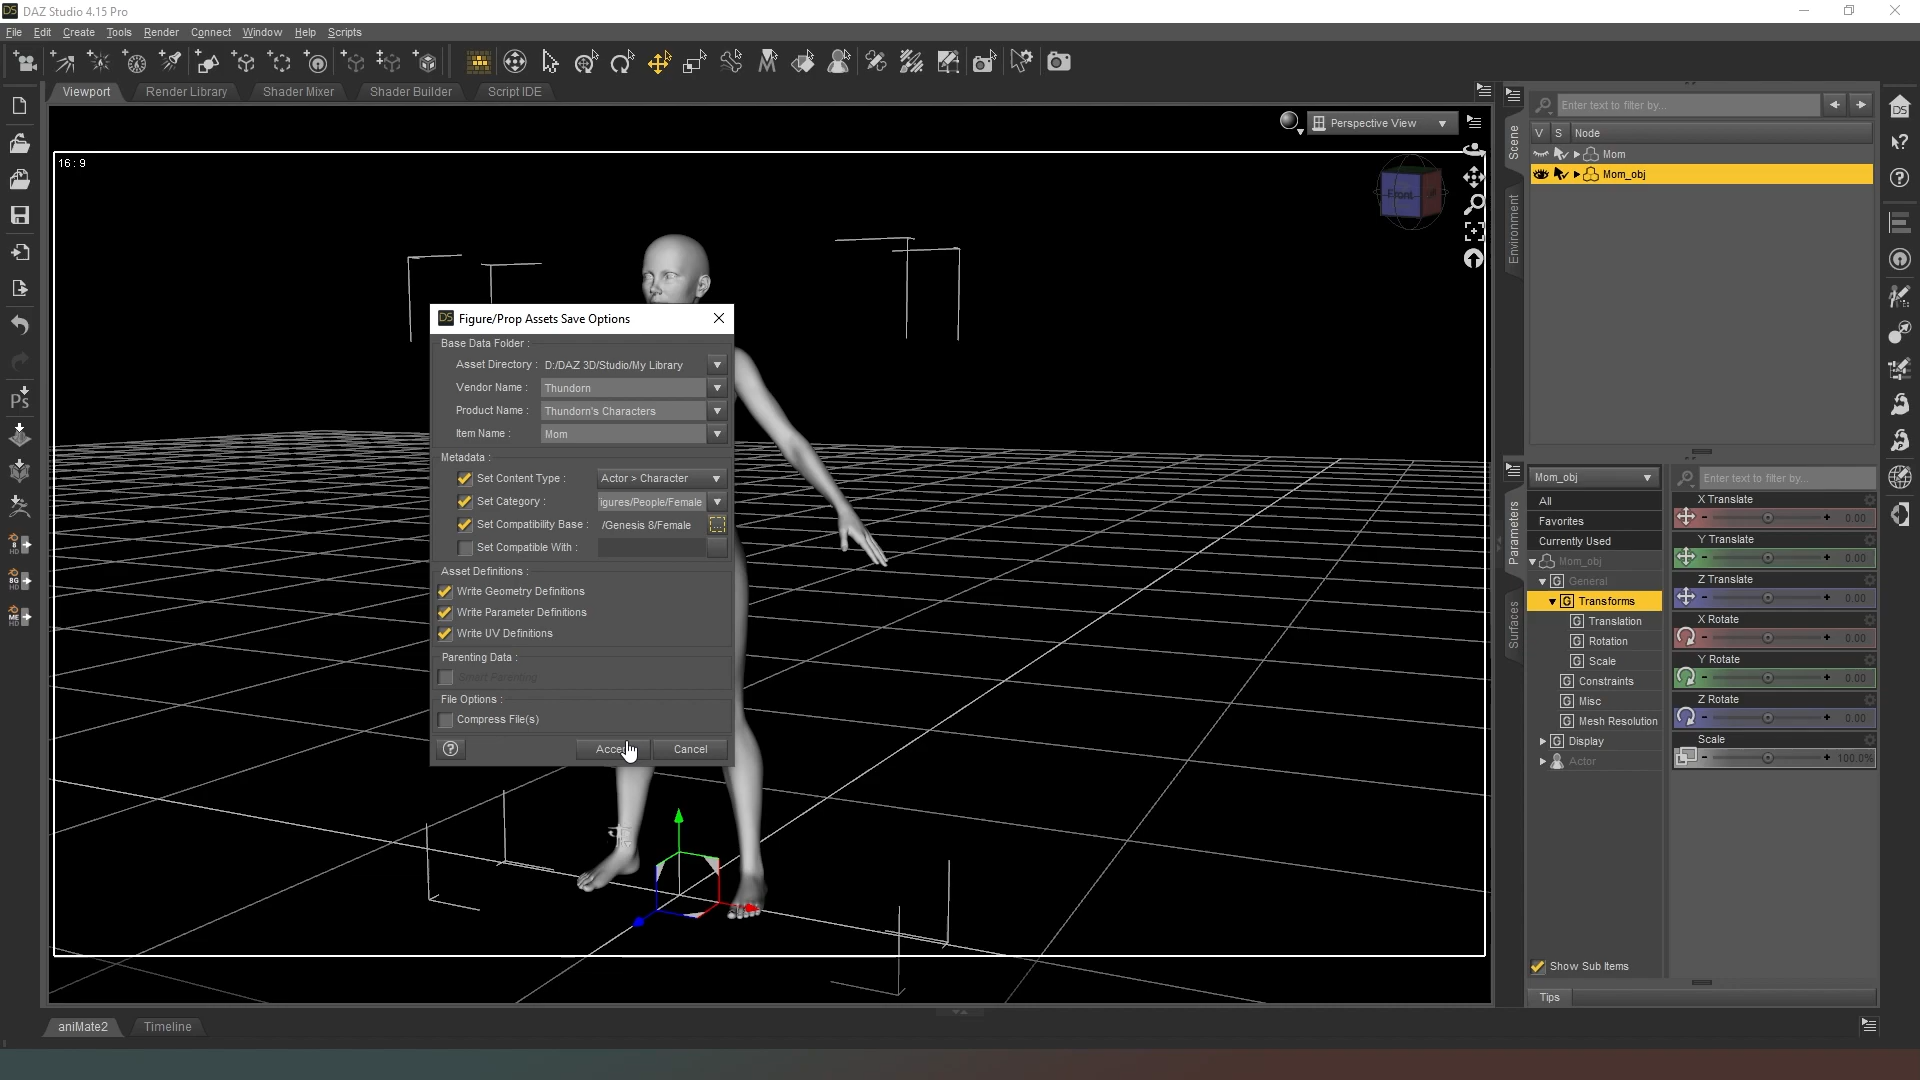 DS DAZ Studio 4.15 Pro
File Edit Create Tools Render Connect Window Help Scripts
Viewport Render Library Shader Mixer Shader Builder Script IDE
16 : 9
Perspective View
Front
Figure/Prop Assets Save Options
Base Data Folder :
Asset Directory : D:/DAZ 3D/Studio/My Library
Vendor Name : Thundorn
Product Name : Thundorn's Characters
Item Name : Mom
Metadata :
Set Content Type : Actor > Character
Set Category : igures/People/Female
Set Compatibility Base : /Genesis 8/Female
Set Compatible With :
Asset Definitions :
Write Geometry Definitions
Write Parameter Definitions
Write UV Definitions
Parenting Data :
Smart Parenting
File Options :
Compress File(s)
Cancel
Scene
Environment
Enter text to filter by...
V S Node
Mom
Mom_obj
Parameters
Surfaces
Mom_obj
Enter text to filter by...
All
Favorites
Currently Used
Mom_obj
General
Transforms
Translation
Rotation
Scale
Constraints
Misc
Mesh Resolution
Display
Actor
X Translate
0.00
Y Translate
0.00
Z Translate
0.00
X Rotate
0.00
Y Rotate
0.00
Z Rotate
0.00
Scale
100.0%
Show Sub Items
Tips
aniMate2 Timeline